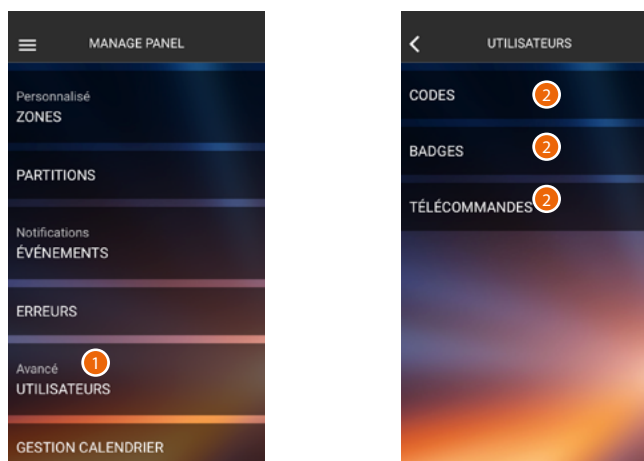 MANAGE PANEL
Personnalisé
ZONES
PARTITIONS
Notifications
ÉVÉNEMENTS
ERREURS
Avancé 1
UTILISATEURS
GESTION CALENDRIER
UTILISATEURS
CODES 2
BADGES 2
TÉLÉCOMMANDES 2